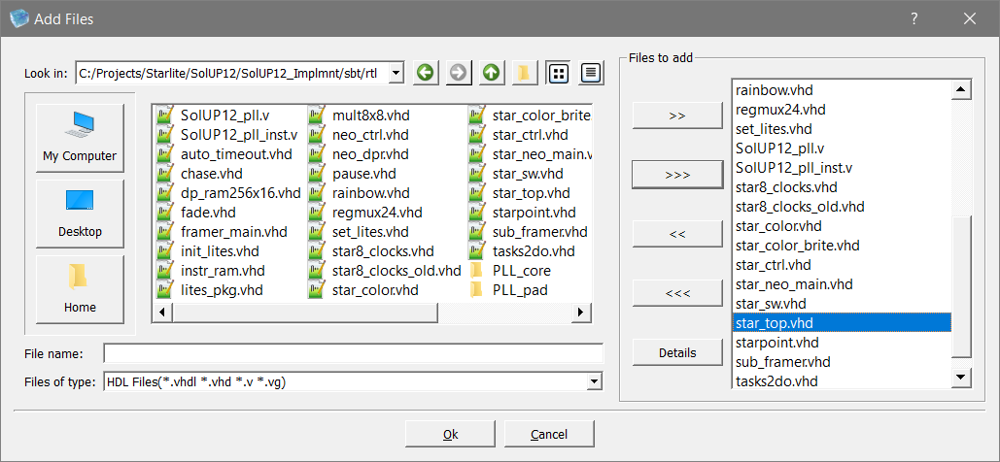 Add Files
?
Look in:
C:/Projects/Starlite/SolUP12/SolUP12_Implmnt/sbt/rtl
My Computer
Desktop
Home
SolUP12_pll.v
SolUP12_pll_inst.v
auto_timeout.vhd
chase.vhd
dp_ram256x16.vhd
fade.vhd
framer_main.vhd
init_lites.vhd
instr_ram.vhd
lites_pkg.vhd
mult8x8.vhd
neo_ctrl.vhd
neo_dpr.vhd
pause.vhd
rainbow.vhd
regmux24.vhd
set_lites.vhd
star8_clocks.vhd
star8_clocks_old.vhd
star_color.vhd
star_color_brite.
star_ctrl.vhd
star_neo_main.v
star_sw.vhd
star_top.vhd
starpoint.vhd
sub_framer.vhd
tasks2do.vhd
PLL_core
PLL_pad
File name:
Files of type:
HDL Files(*.vhdl *.vhd *.v *.vg)
Files to add
>>
>>>
<<
<<<
Details
rainbow.vhd
regmux24.vhd
set_lites.vhd
SolUP12_pll.v
SolUP12_pll_inst.v
star8_clocks.vhd
star8_clocks_old.vhd
star_color.vhd
star_color_brite.vhd
star_ctrl.vhd
star_neo_main.vhd
star_sw.vhd
star_top.vhd
starpoint.vhd
sub_framer.vhd
tasks2do.vhd
Ok
Cancel